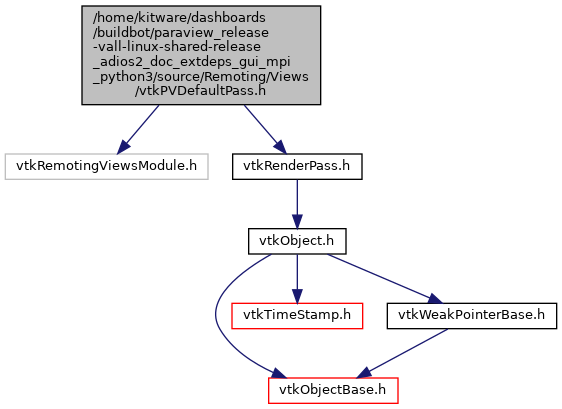 /home/kitware/dashboards
/buildbot/paraview_release
-vall-linux-shared-release
_adios2_doc_extdeps_gui_mpi
_python3/source/Remoting/Views
/vtkPVDefaultPass.h
vtkRemotingViewsModule.h
vtkRenderPass.h
vtkObject.h
vtkTimeStamp.h
vtkWeakPointerBase.h
vtkObjectBase.h